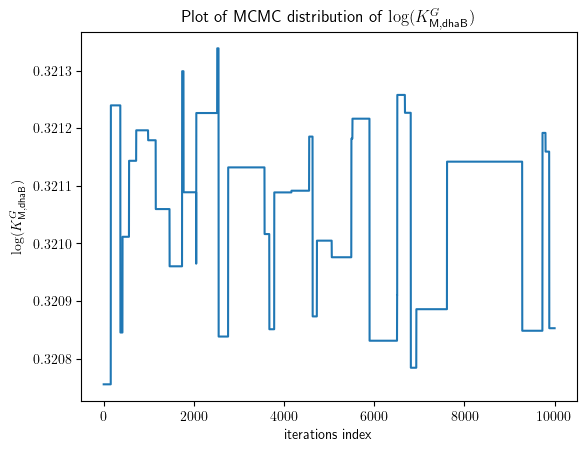 Plot of MCMC distribution of log(K^G_M,dhaB)
log(K^G_M,dhaB)
0.3213
0.3212
0.3211
0.3210
0.3209
0.3208
0 2000 4000 6000 8000 10000
iterations index